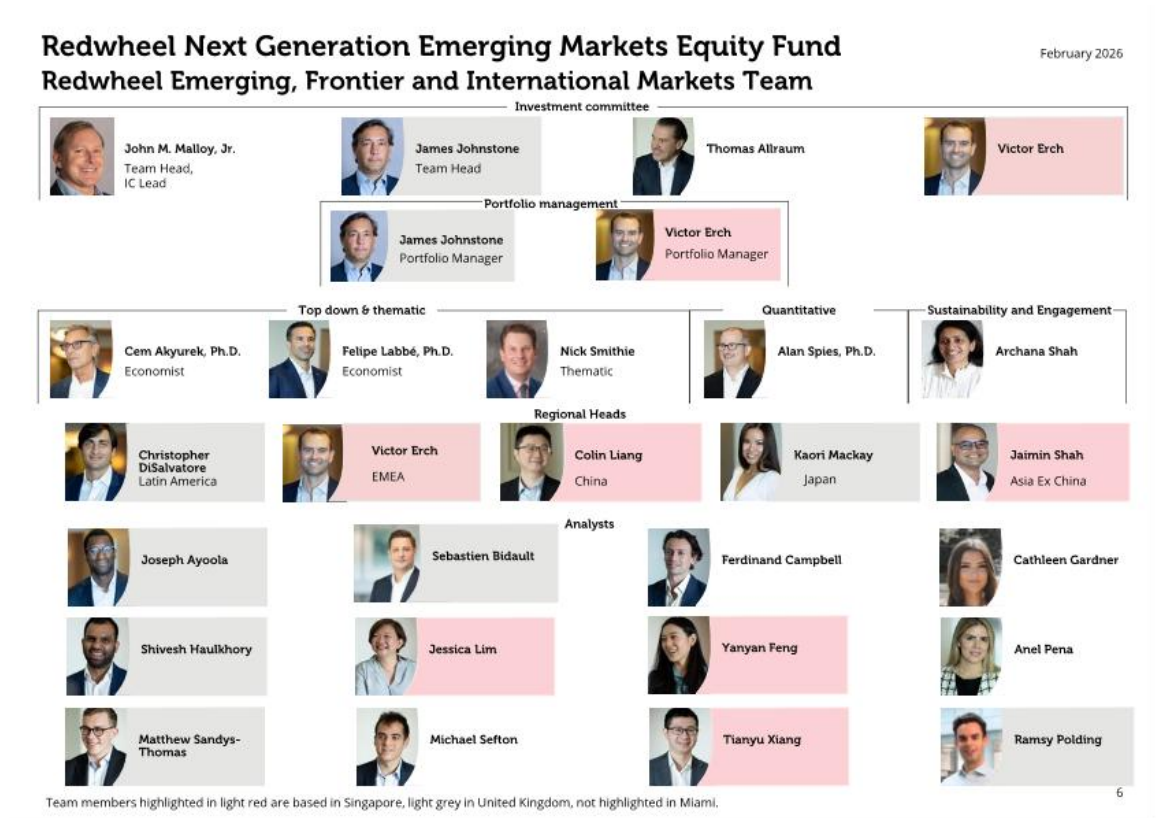 Redwheel Next Generation Emerging Markets Equity Fund
February 2026
Redwheel Emerging, Frontier and International Markets Team
Investment committee
John M. Malloy, Jr.
Team Head,
IC Lead
James Johnstone
Team Head
Thomas Allraum
Victor Erch
Portfolio management
James Johnstone
Portfolio Manager
Victor Erch
Portfolio Manager
Top down & thematic
Quantitative
Sustainability and Engagement
Cem Akyurek, Ph.D.
Economist
Felipe Labbé, Ph.D.
Economist
Nick Smithie
Thematic
Alan Spies, Ph.D.
Archana Shah
Regional Heads
Christopher
DiSalvatore
Latin America
Victor Erch
EMEA
Colin Liang
China
Kaori Mackay
Japan
Jaimin Shah
Asia Ex China
Analysts
Joseph Ayoola
Sebastien Bidault
Ferdinand Campbell
Cathleen Gardner
Shivesh Haulkhory
Jessica Lim
Yanyan Feng
Anel Pena
Matthew Sandys-
Thomas
Michael Sefton
Tianyu Xiang
Ramsy Polding
Team members highlighted in light red are based in Singapore, light grey in United Kingdom, not highlighted in Miami.
6